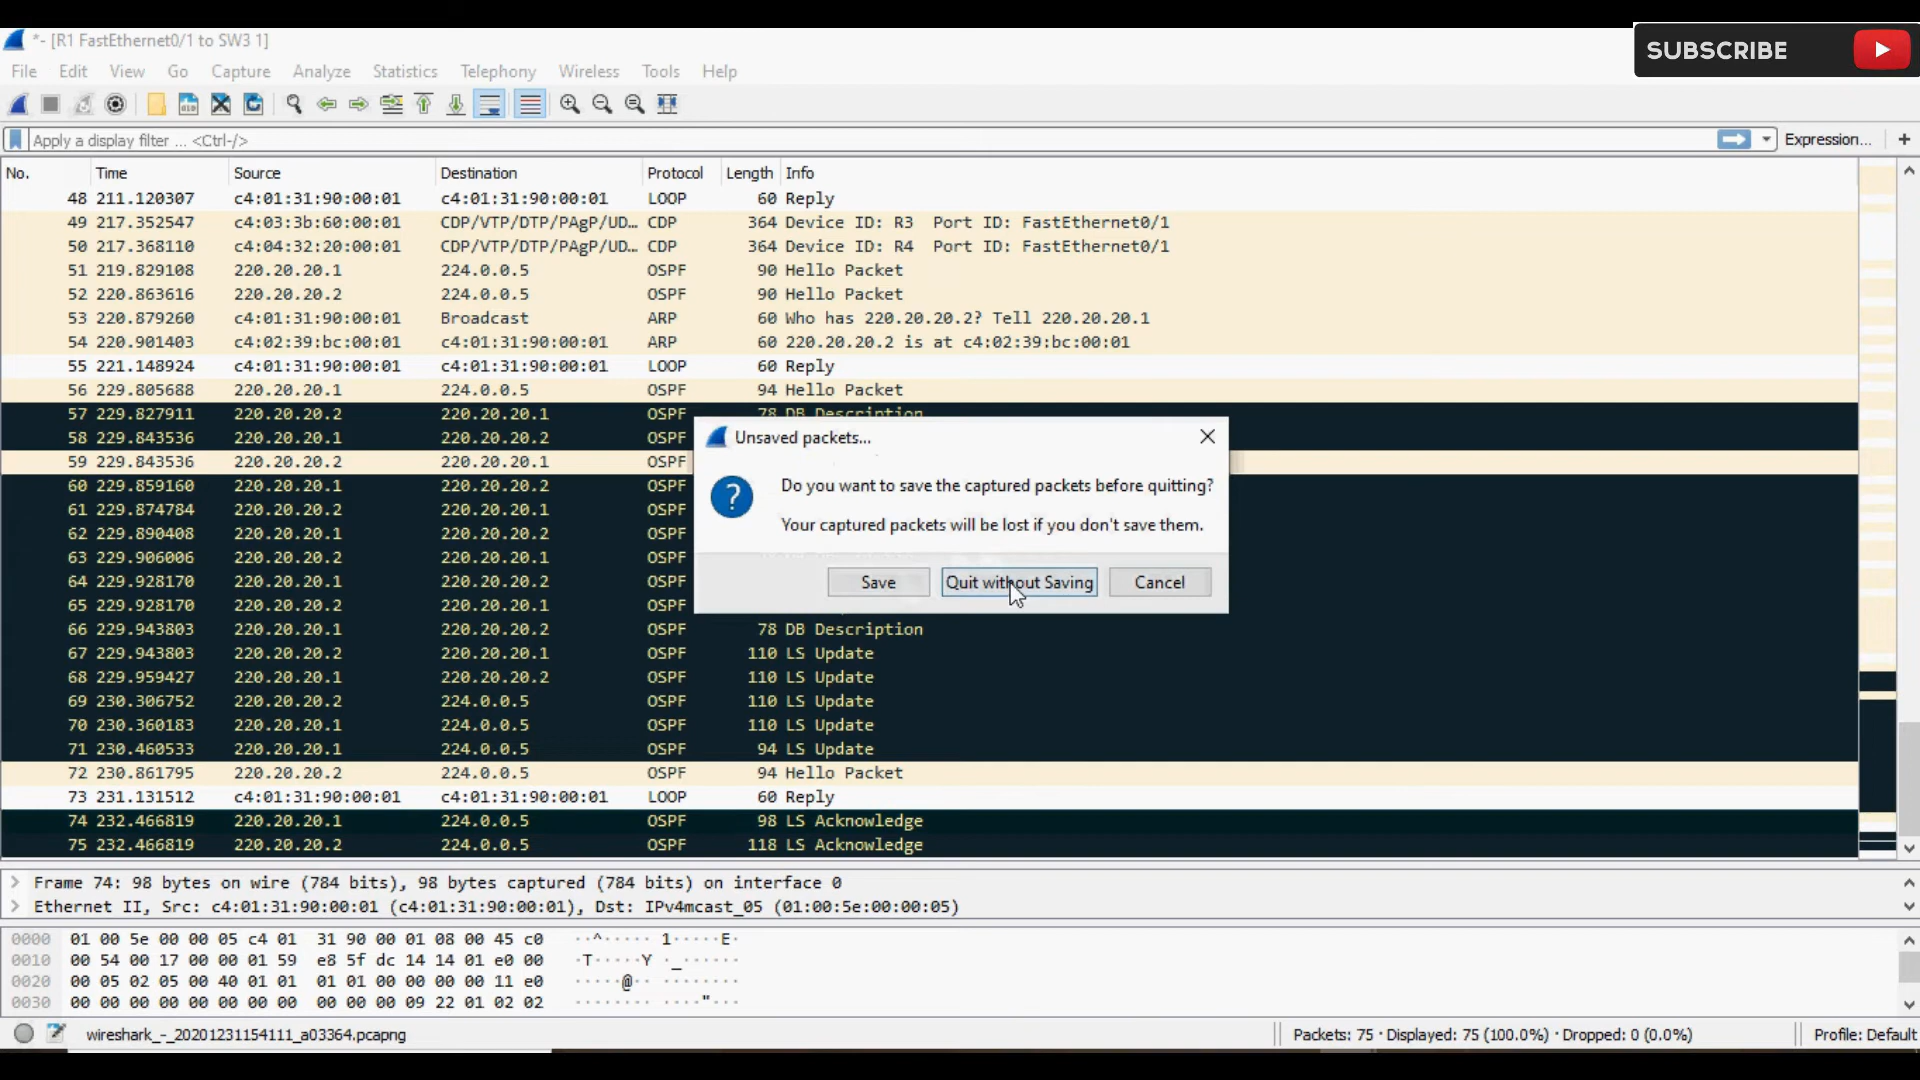 *- [R1 FastEthernet0/1 to SW3 1]
SUBSCRIBE
File Edit View Go Capture Analyze Statistics Telephony Wireless Tools Help
Apply a display filter ... <Ctrl-/> Expression... +
No. Time Source Destination Protocol Length Info
48 211.120307 c4:01:31:90:00:01 c4:01:31:90:00:01 LOOP 60 Reply
49 217.352547 c4:03:3b:60:00:01 CDP/VTP/DTP/PAgP/UD… CDP 364 Device ID: R3 Port ID: FastEthernet0/1
50 217.368110 c4:04:32:20:00:01 CDP/VTP/DTP/PAgP/UD… CDP 364 Device ID: R4 Port ID: FastEthernet0/1
51 219.829108 220.20.20.1 224.0.0.5 OSPF 90 Hello Packet
52 220.863616 220.20.20.2 224.0.0.5 OSPF 90 Hello Packet
53 220.879260 c4:01:31:90:00:01 Broadcast ARP 60 Who has 220.20.20.2? Tell 220.20.20.1
54 220.901403 c4:02:39:bc:00:01 c4:01:31:90:00:01 ARP 60 220.20.20.2 is at c4:02:39:bc:00:01
55 221.148924 c4:01:31:90:00:01 c4:01:31:90:00:01 LOOP 60 Reply
56 229.805688 220.20.20.1 224.0.0.5 OSPF 94 Hello Packet
57 229.827911 220.20.20.2 220.20.20.1 OSPF 78 DB Description
58 229.843536 220.20.20.1 220.20.20.2 OSPF
59 229.843536 220.20.20.2 220.20.20.1 OSPF
60 229.859160 220.20.20.1 220.20.20.2 OSPF
61 229.874784 220.20.20.2 220.20.20.1 OSPF
62 229.890408 220.20.20.1 220.20.20.2 OSPF
63 229.906006 220.20.20.2 220.20.20.1 OSPF
64 229.928170 220.20.20.1 220.20.20.2 OSPF
65 229.928170 220.20.20.2 220.20.20.1 OSPF
66 229.943803 220.20.20.1 220.20.20.2 OSPF 78 DB Description
67 229.943803 220.20.20.2 220.20.20.1 OSPF 110 LS Update
68 229.959427 220.20.20.1 220.20.20.2 OSPF 110 LS Update
69 230.306752 220.20.20.2 224.0.0.5 OSPF 110 LS Update
70 230.360183 220.20.20.1 224.0.0.5 OSPF 110 LS Update
71 230.460533 220.20.20.1 224.0.0.5 OSPF 94 LS Update
72 230.861795 220.20.20.2 224.0.0.5 OSPF 94 Hello Packet
73 231.131512 c4:01:31:90:00:01 c4:01:31:90:00:01 LOOP 60 Reply
74 232.466819 220.20.20.1 224.0.0.5 OSPF 98 LS Acknowledge
75 232.466819 220.20.20.2 224.0.0.5 OSPF 118 LS Acknowledge
Unsaved packets...
Do you want to save the captured packets before quitting?
Your captured packets will be lost if you don't save them.
Save Quit without Saving Cancel
Frame 74: 98 bytes on wire (784 bits), 98 bytes captured (784 bits) on interface 0
Ethernet II, Src: c4:01:31:90:00:01 (c4:01:31:90:00:01), Dst: IPv4mcast_05 (01:00:5e:00:00:05)
0000 01 00 5e 00 00 05 c4 01 31 90 00 01 08 00 45 c0 ··^····· 1·····E·
0010 00 54 00 17 00 00 01 59 e8 5f dc 14 14 01 e0 00 ·T·····Y ·_······
0020 00 05 02 05 00 40 01 01 01 01 00 00 00 00 11 e0 ·····@·· ········
0030 00 00 00 00 00 00 00 00 00 00 00 09 22 01 02 02 ········ ····"···
wireshark_-_20201231154111_a03364.pcapng Packets: 75 · Displayed: 75 (100.0%) · Dropped: 0 (0.0%) Profile: Default